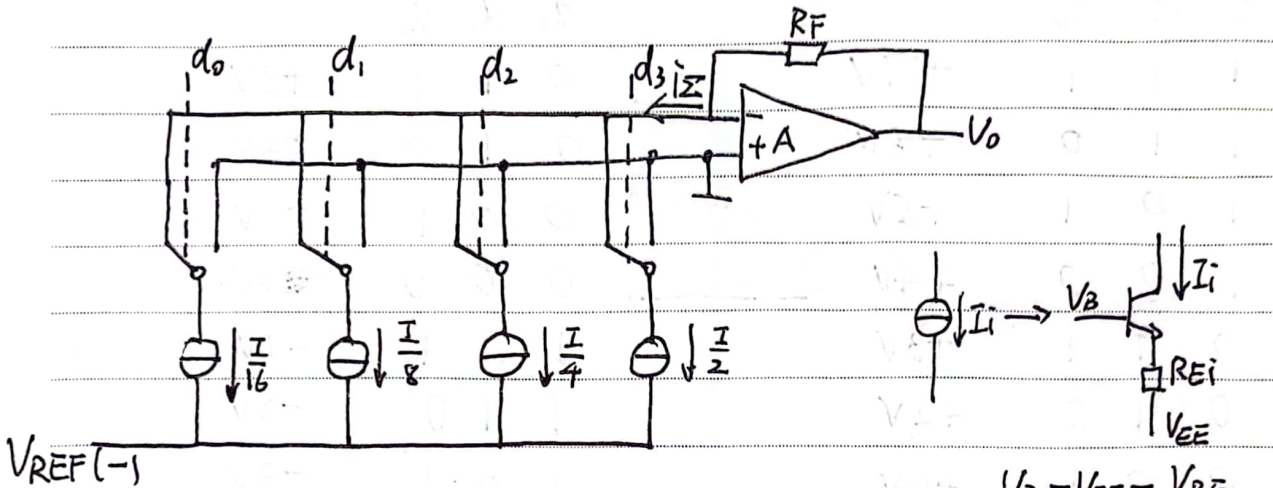 RF
d₀ d₁ d₂ d₃ iΣ
− 
+ A V₀
I/16 I/8 I/4 I/2
Ii VB Ii
REi
VEE
VREF(−)